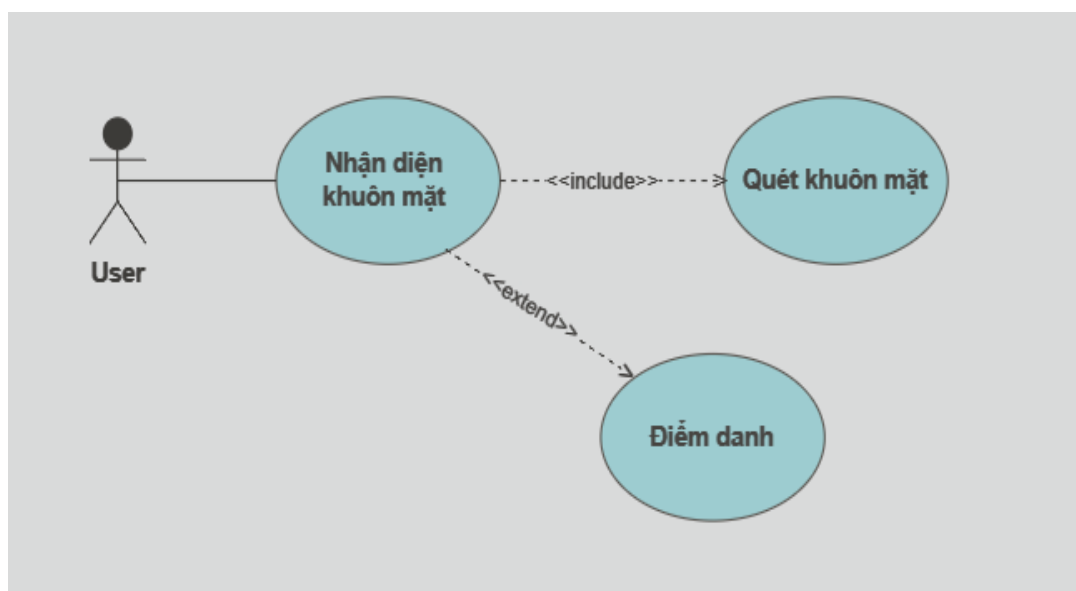 Nhận diện
khuôn mặt
<<include>>
Quét khuôn mặt
User
<<extend>>
Điểm danh